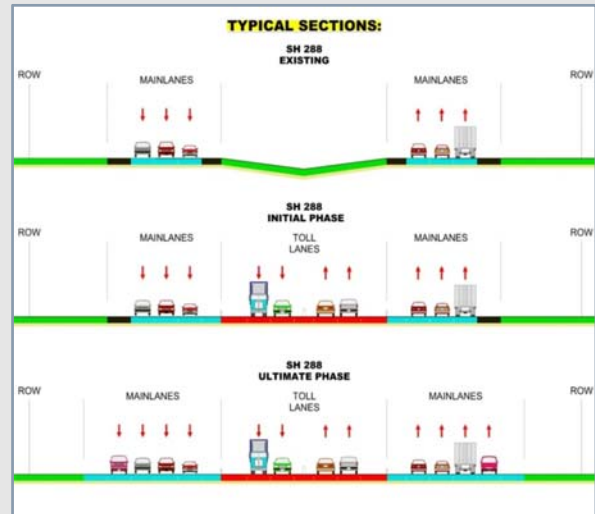 TYPICAL SECTIONS:
SH 288
EXISTING
ROW
MAINLANES
MAINLANES
ROW
SH 288
INITIAL PHASE
ROW
MAINLANES
TOLL
LANES
MAINLANES
ROW
SH 288
ULTIMATE PHASE
ROW
MAINLANES
TOLL
LANES
MAINLANES
ROW